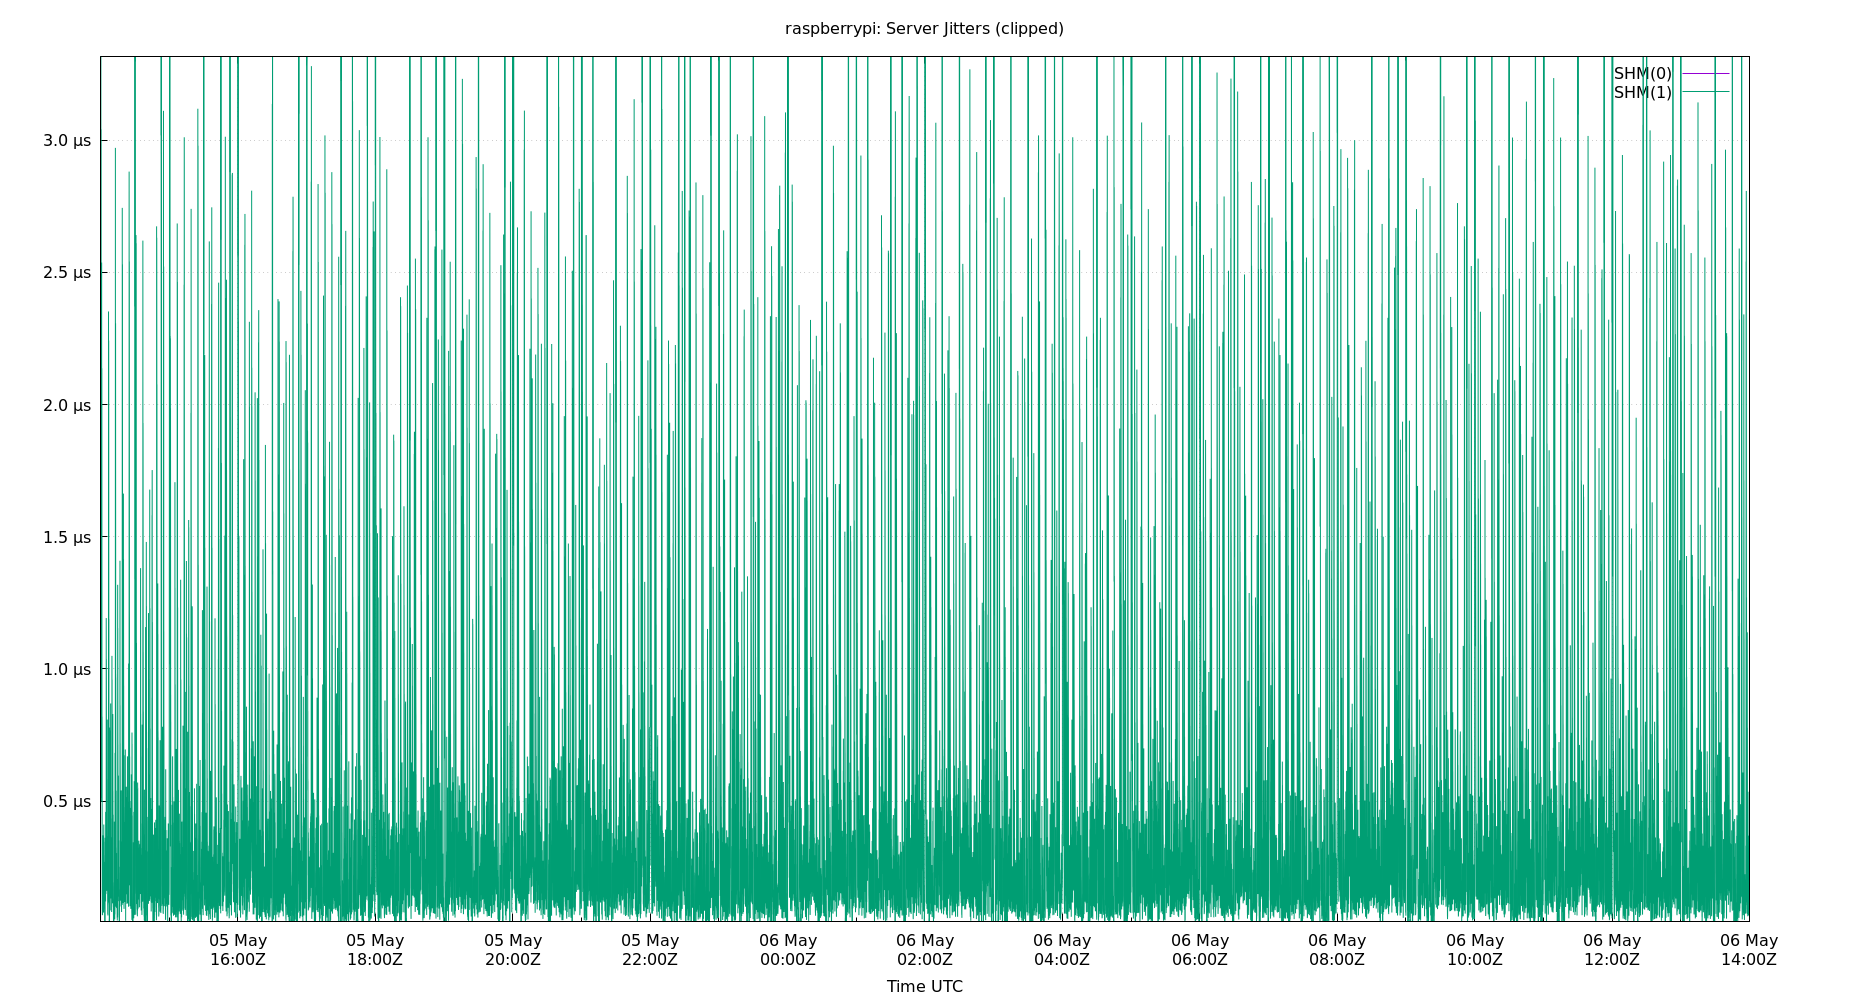 raspberrypi: Server Jitters (clipped)
SHM(0)
SHM(1)
3.0 µs
2.5 µs
2.0 µs
1.5 µs
1.0 µs
0.5 µs
05 May 05 May 05 May 05 May 06 May 06 May 06 May 06 May 06 May 06 May 06 May 06 May
16:00Z 18:00Z 20:00Z 22:00Z 00:00Z 02:00Z 04:00Z 06:00Z 08:00Z 10:00Z 12:00Z 14:00Z
Time UTC